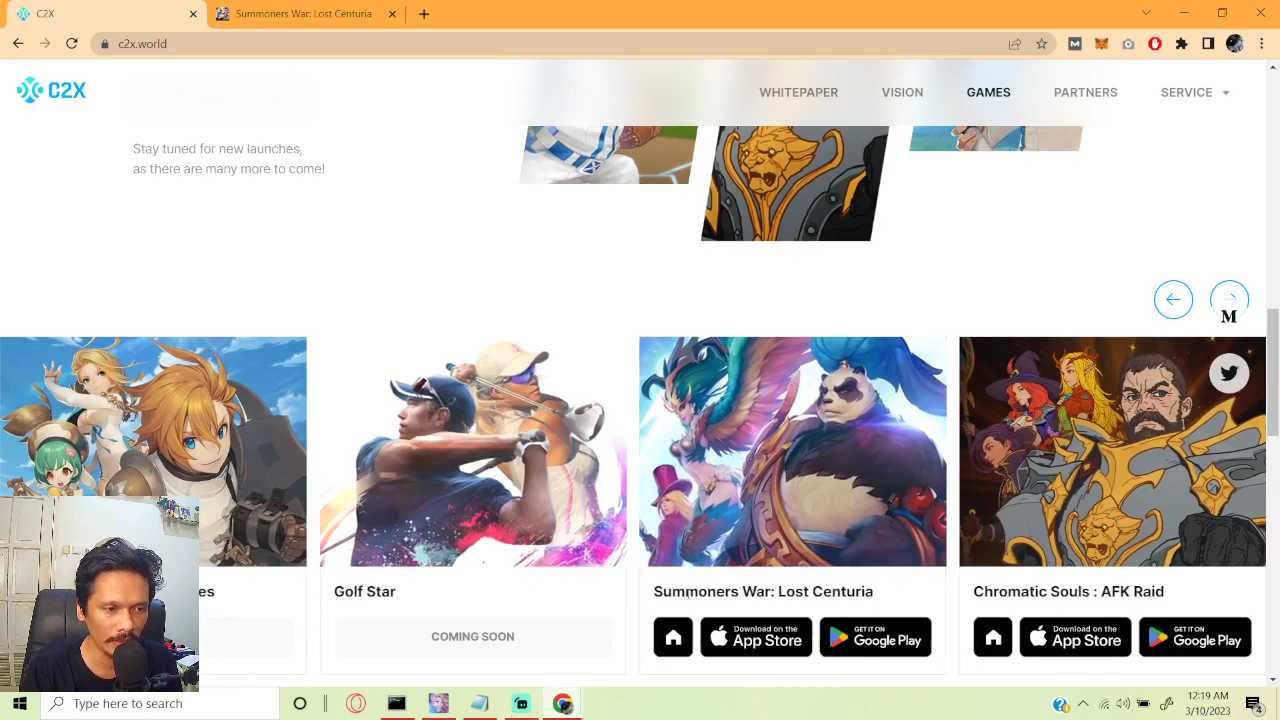 C2X
Summoners War: Lost Centuria
c2x.world
C2X
WHITEPAPER
VISION
GAMES
PARTNERS
SERVICE
Stay tuned for new launches,
as there are many more to come!
M
es
Golf Star
COMING SOON
Summoners War: Lost Centuria
Download on the
App Store
GET IT ON
Google Play
Chromatic Souls : AFK Raid
Download on the
App Store
GET IT ON
Google Play
Type here to search
12:19 AM
3/10/2023
4